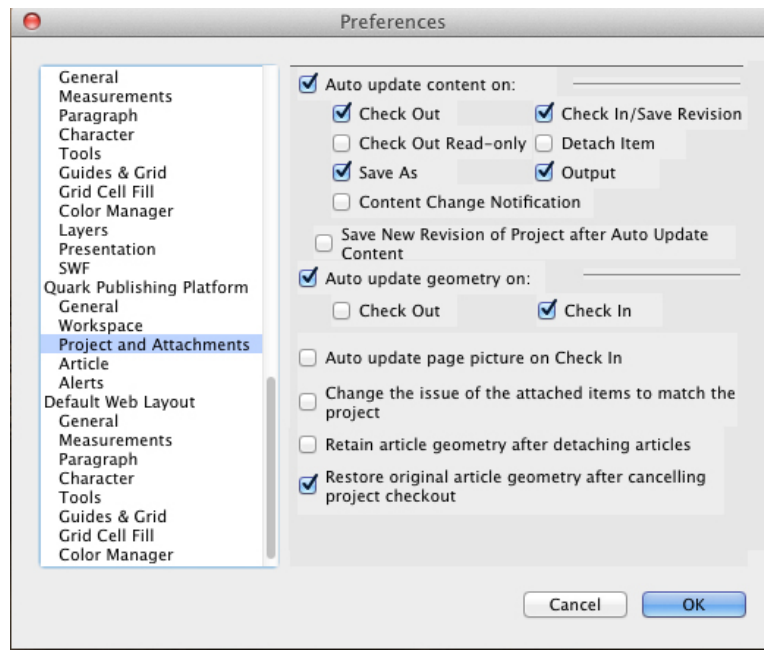 Preferences
General
Measurements
Paragraph
Character
Tools
Guides & Grid
Grid Cell Fill
Color Manager
Layers
Presentation
SWF
Quark Publishing Platform
General
Workspace
Project and Attachments
Article
Alerts
Default Web Layout
General
Measurements
Paragraph
Character
Tools
Guides & Grid
Grid Cell Fill
Color Manager
Auto update content on:
Check Out
Check In/Save Revision
Check Out Read-only
Detach Item
Save As
Output
Content Change Notification
Save New Revision of Project after Auto Update
Content
Auto update geometry on:
Check Out
Check In
Auto update page picture on Check In
Change the issue of the attached items to match the
project
Retain article geometry after detaching articles
Restore original article geometry after cancelling
project checkout
Cancel
OK